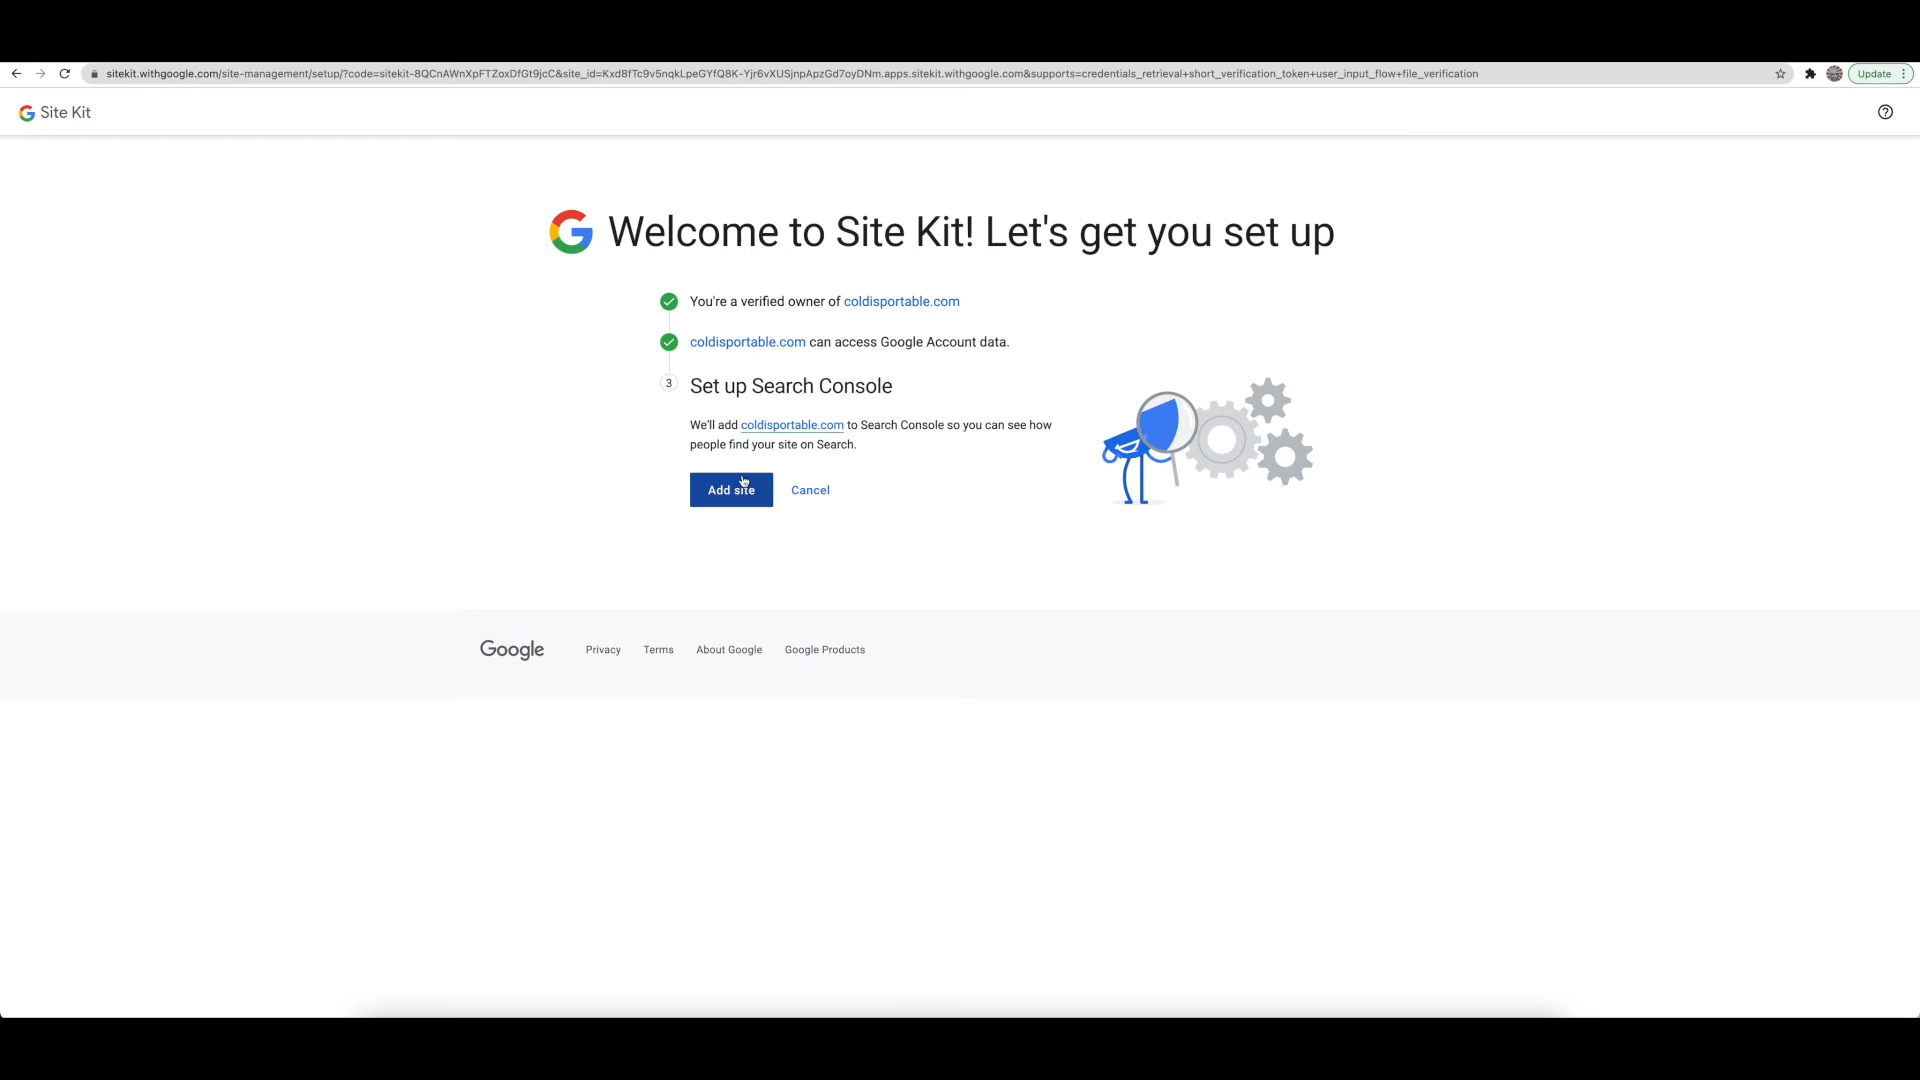 sitekit.withgoogle.com/site-management/setup/?code=sitekit-8QCnAWnXpFTZoxDfGt9jcC&site_id=Kxd8fTc9v5nqkLpeGYfQ8K-Yjr6vXUSjnpApzGd7oyDNm.apps.sitekit.withgoogle.com&supports=credentials_retrieval+short_verification_token+user_input_flow+file_verification
Update
G Site Kit
G Welcome to Site Kit! Let's get you set up
You're a verified owner of coldisportable.com
coldisportable.com can access Google Account data.
3 Set up Search Console
We'll add coldisportable.com to Search Console so you can see how
people find your site on Search.
Add site Cancel
Google Privacy Terms About Google Google Products